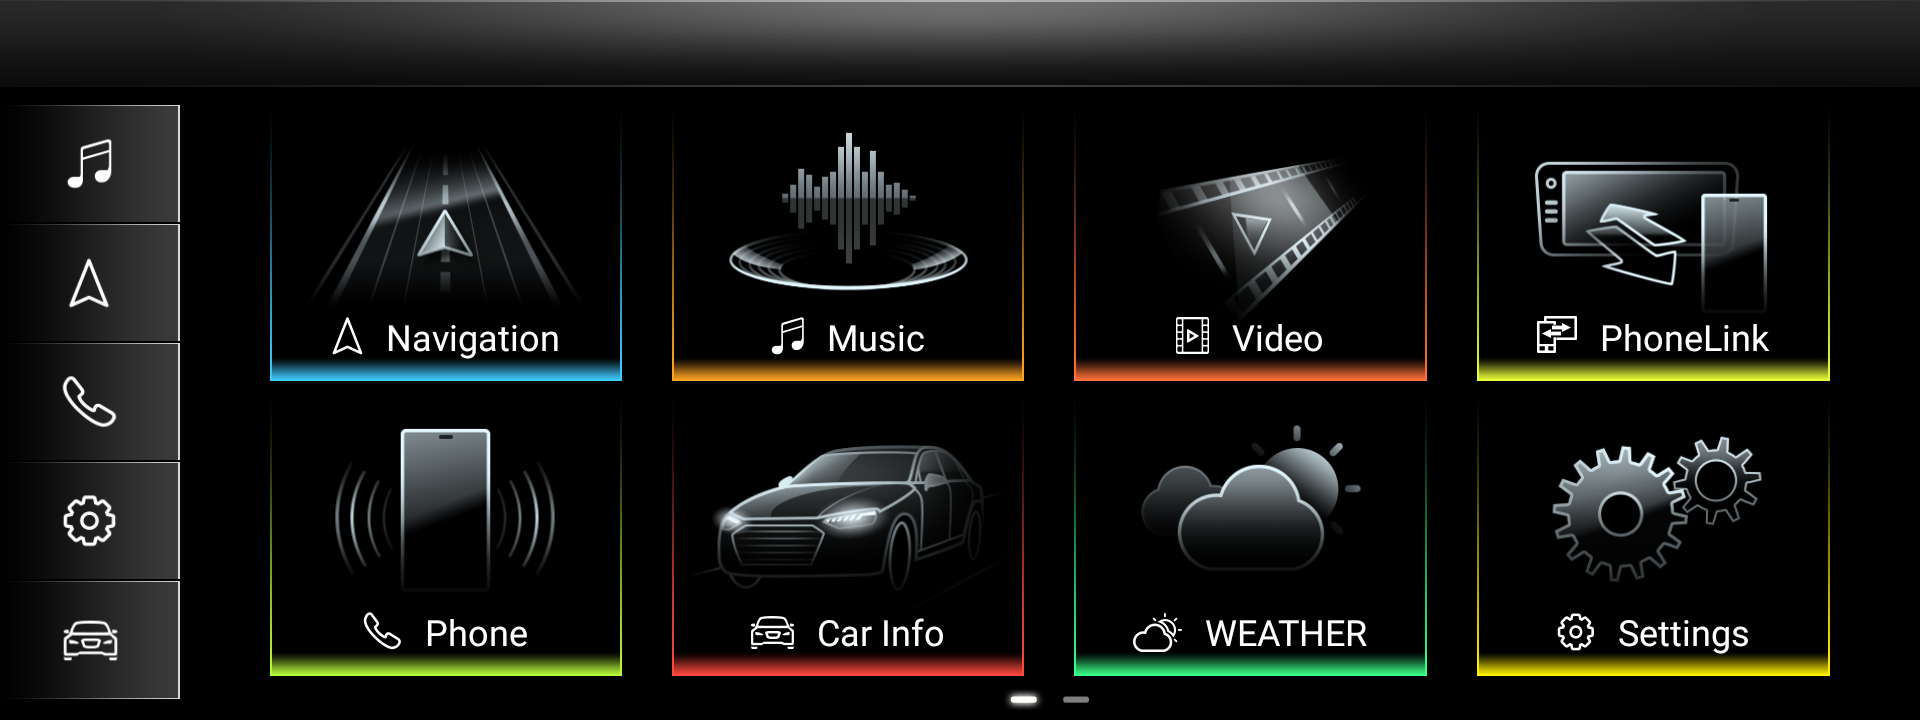 Navigation
Music
Video
PhoneLink
Phone
Car Info
WEATHER
Settings